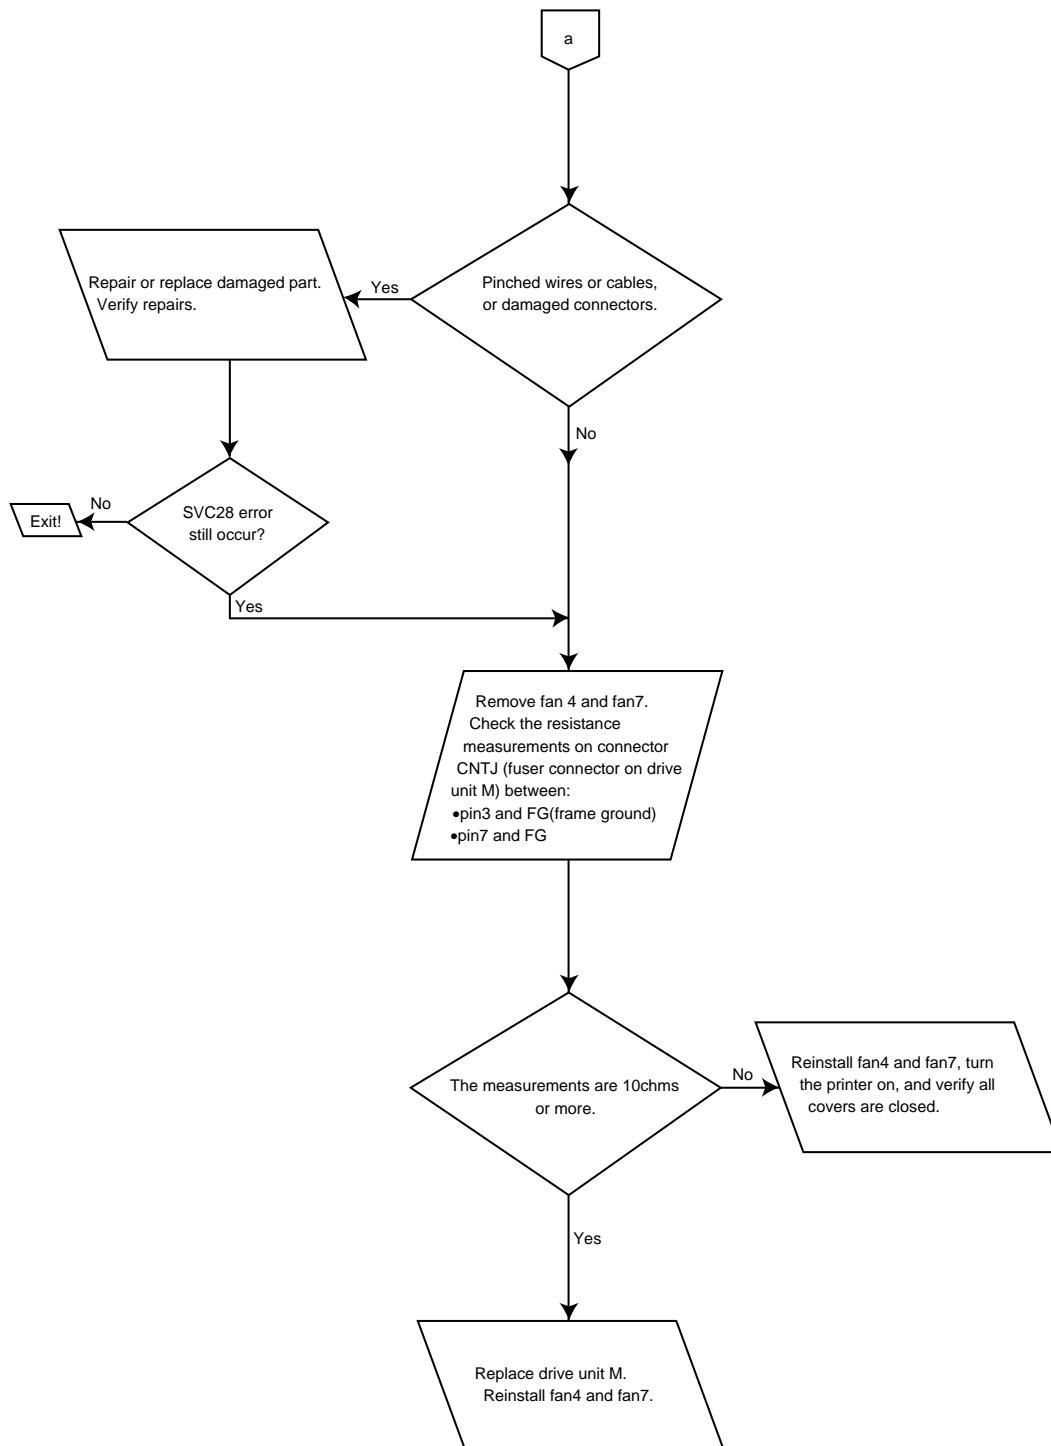 a
Pinched wires or cables,
or damaged connectors.
Yes
Repair or replace damaged part.
Verify repairs.
No
SVC28 error
still occur?
No
Exit!
Yes
Remove fan 4 and fan7.
Check the resistance
measurements on connector
CNTJ (fuser connector on drive
unit M) between:
•pin3 and FG(frame ground)
•pin7 and FG
The measurements are 10chms
or more.
No
Reinstall fan4 and fan7, turn
the printer on, and verify all
covers are closed.
Yes
Replace drive unit M.
Reinstall fan4 and fan7.